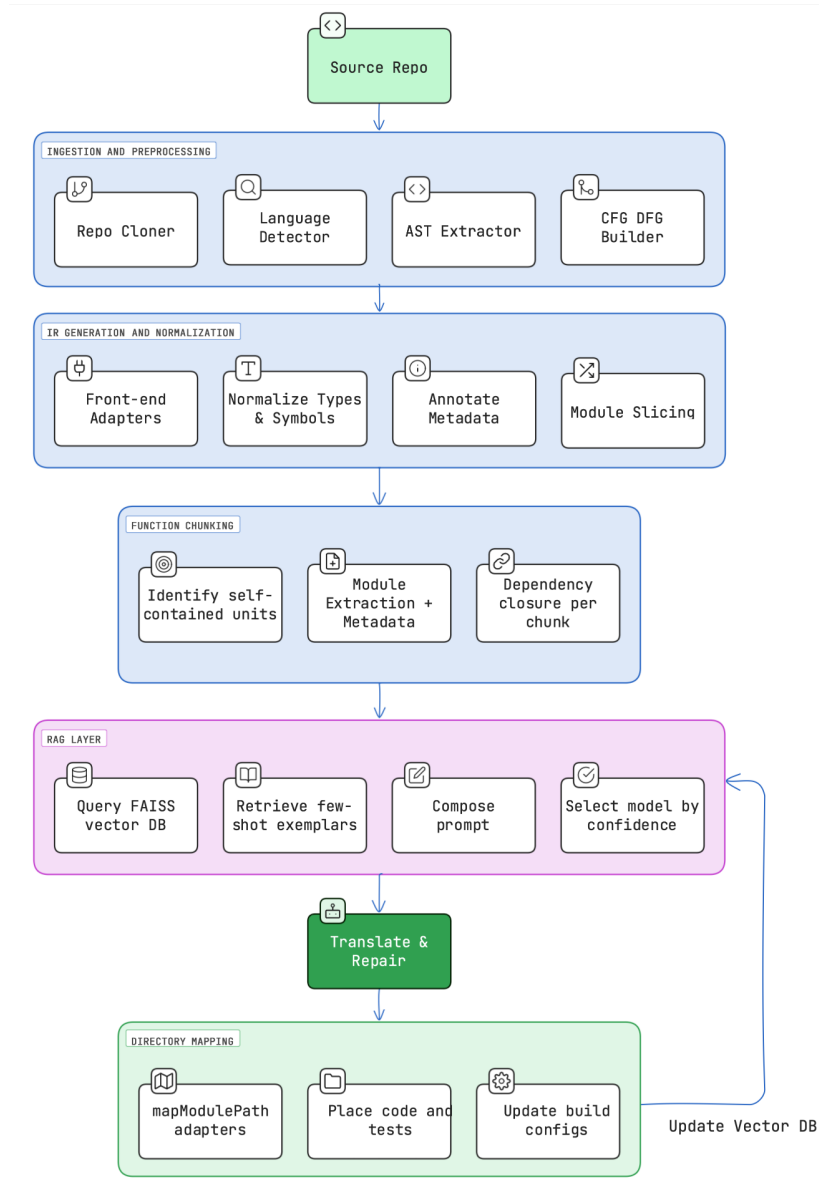 Source Repo
INGESTION AND PREPROCESSING
Repo Cloner
Language
Detector
AST Extractor
CFG DFG
Builder
IR GENERATION AND NORMALIZATION
Front-end
Adapters
Normalize Types
& Symbols
Annotate
Metadata
Module Slicing
FUNCTION CHUNKING
Identify self-
contained units
Module
Extraction +
Metadata
Dependency
closure per
chunk
RAG LAYER
Query FAISS
vector DB
Retrieve few-
shot exemplars
Compose
prompt
Select model by
confidence
Translate &
Repair
DIRECTORY MAPPING
mapModulePath
adapters
Place code and
tests
Update build
configs
Update Vector DB